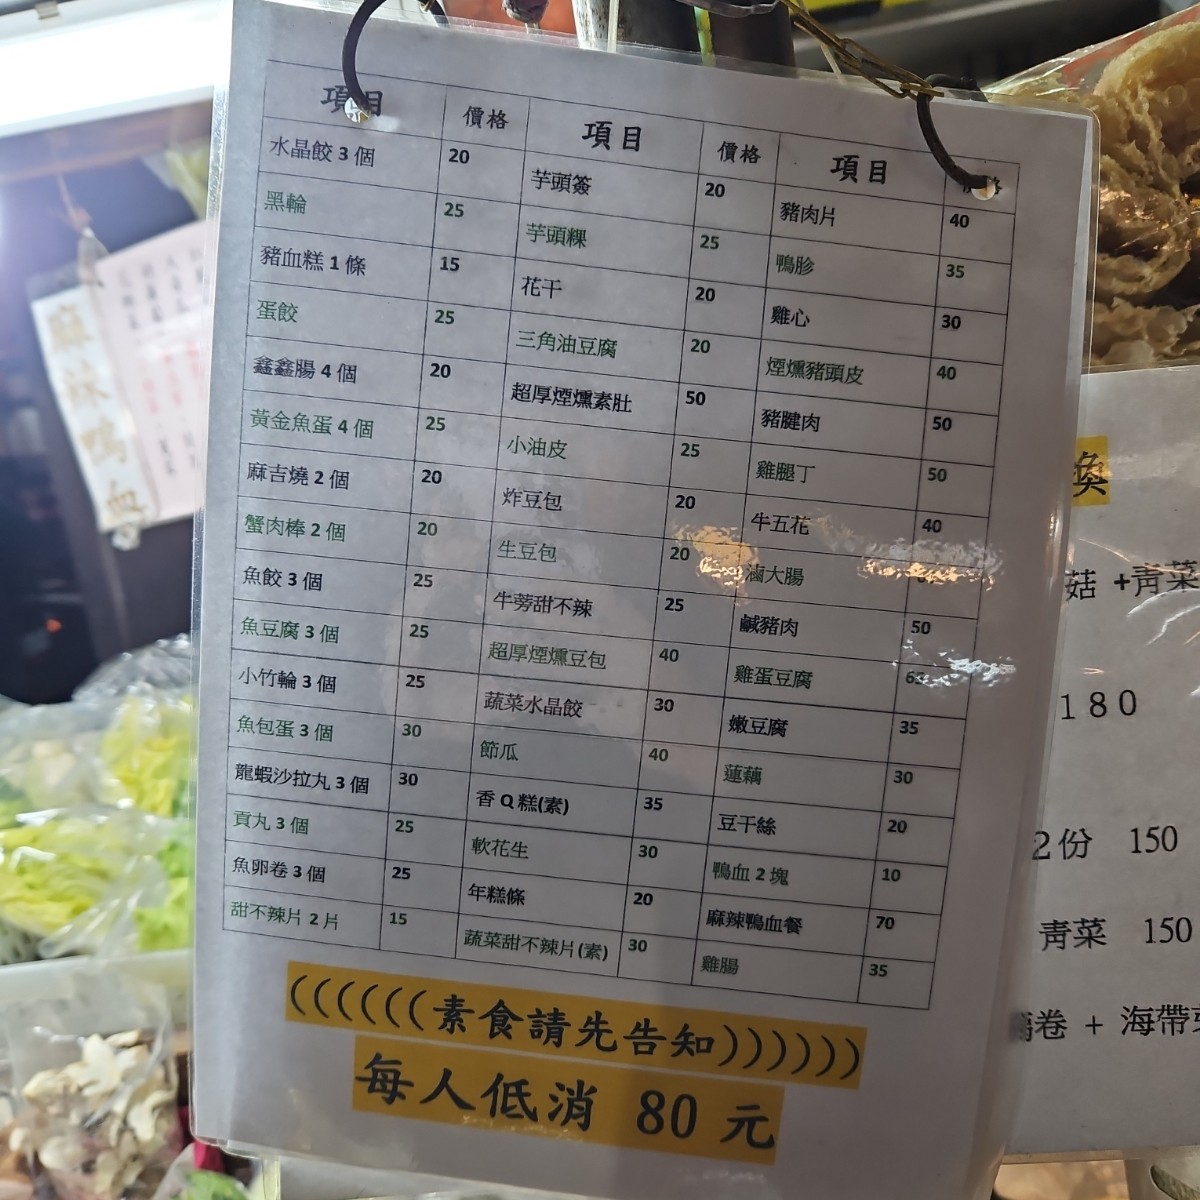 項目 價格 項目 價格 項目
水晶餃 3 個 20 芋頭簽 20 豬肉片 40
黑輪 25 芋頭粿 25 鴨胗 35
豬血糕 1 條 15 花干 20 雞心 30
蛋餃 25 三角油豆腐 20 煙燻豬頭皮 40
鑫鑫腸 4 個 20 超厚煙燻素肚 50 豬腱肉 50
黃金魚蛋 4 個 25 小油皮 25 雞腿丁 50
麻吉燒 2 個 20 炸豆包 20 牛五花 40
蟹肉棒 2 個 20 生豆包 20 滷大腸
魚餃 3 個 25 牛蒡甜不辣 25 鹹豬肉 50
魚豆腐 3 個 25 超厚煙燻豆包 40 雞蛋豆腐
小竹輪 3 個 25 蔬菜水晶餃 30 嫩豆腐 35
魚包蛋 3 個 30 節瓜 40 蓮藕 30
龍蝦沙拉丸 3 個 30 香 Q 糕(素) 35 豆干絲 20
貢丸 3 個 25 軟花生 30 鴨血 2 塊 10
魚卵卷 3 個 25 年糕條 20 麻辣鴨血餐 70
甜不辣片 2 片 15 蔬菜甜不辣片(素) 30 雞腸 35
((((((素食請先告知))))))
每人低消 80 元
麻辣鴨血
換
菇 +青菜
180
2份 150
青菜 150
卷 + 海帶